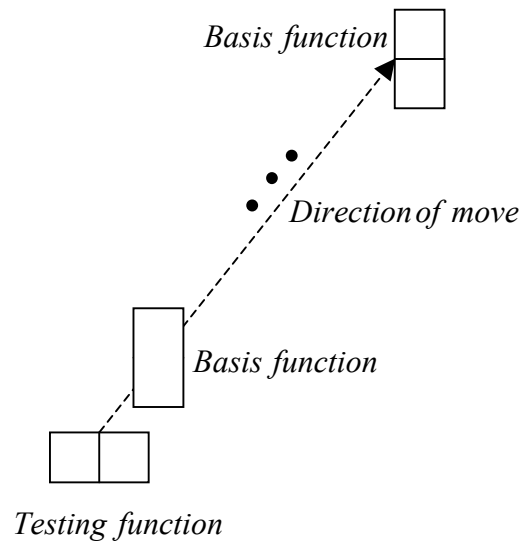 Basis function
Direction of move
Basis function
Testing function